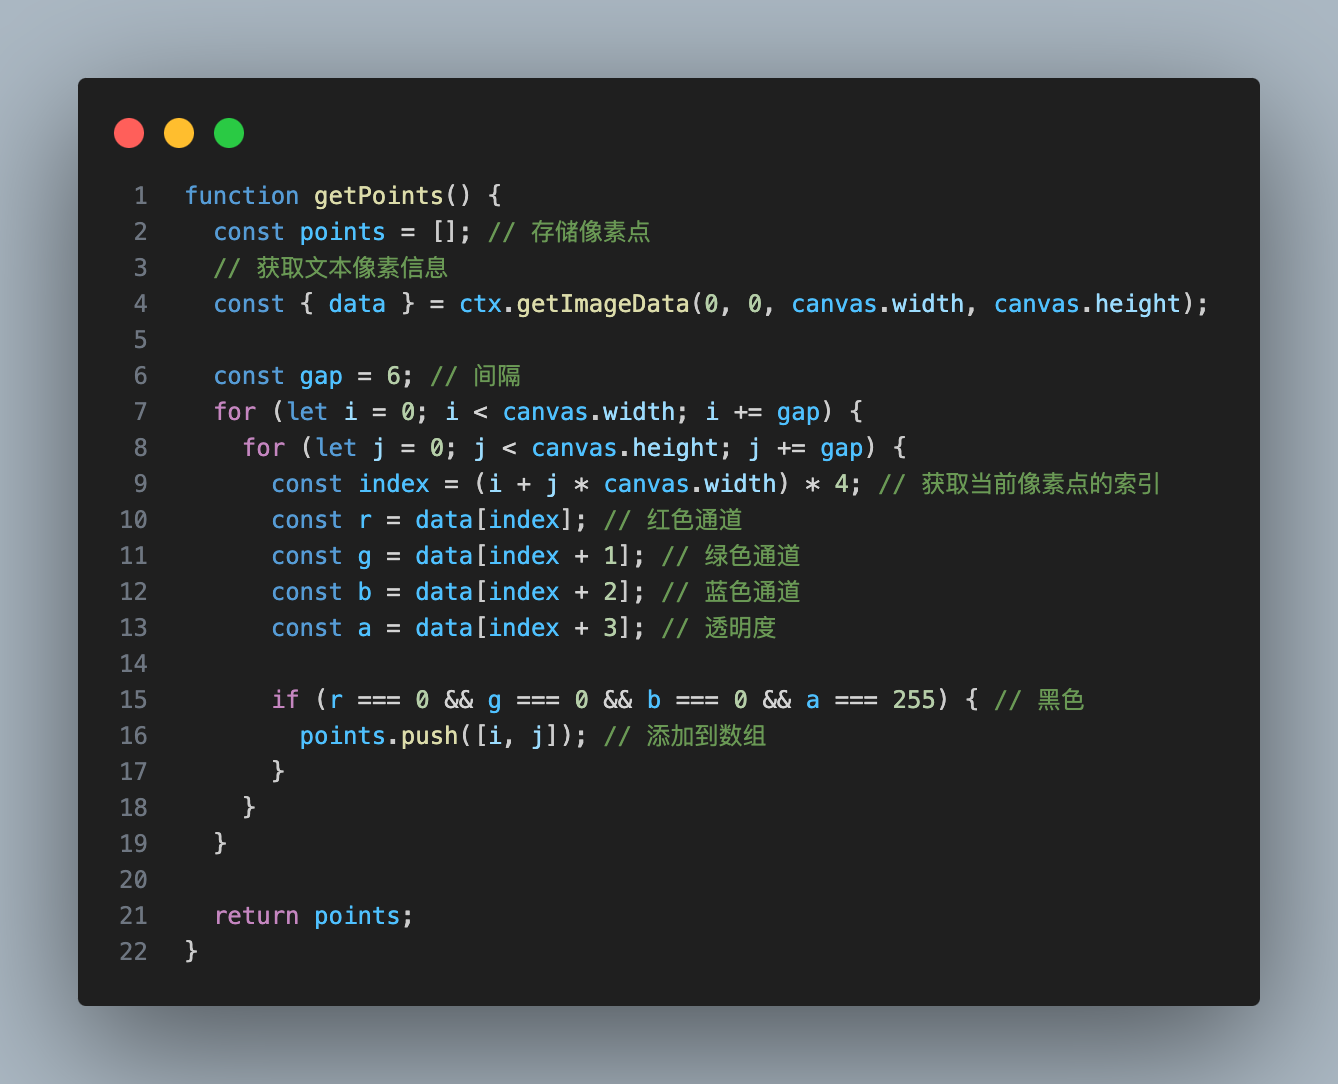 1 function getPoints() {
2   const points = []; // 存储像素点
3   // 获取文本像素信息
4   const { data } = ctx.getImageData(0, 0, canvas.width, canvas.height);
5
6   const gap = 6; // 间隔
7   for (let i = 0; i < canvas.width; i += gap) {
8     for (let j = 0; j < canvas.height; j += gap) {
9       const index = (i + j * canvas.width) * 4; // 获取当前像素点的索引
10       const r = data[index]; // 红色通道
11       const g = data[index + 1]; // 绿色通道
12       const b = data[index + 2]; // 蓝色通道
13       const a = data[index + 3]; // 透明度
14
15       if (r === 0 && g === 0 && b === 0 && a === 255) { // 黑色
16         points.push([i, j]); // 添加到数组
17       }
18     }
19   }
20
21   return points;
22 }